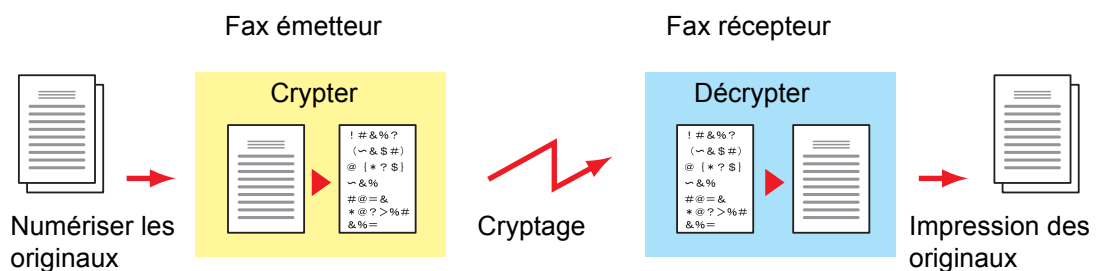 Fax émetteur
Fax récepteur
Crypter
Décrypter
!#&%?
(~&$#)
@{*?$}
~&%
#@=&
*@?>%#
&%=
!#&%?
(~&$#)
@{*?$}
~&%
#@=&
*@?>%#
&%=
Numériser les
originaux
Cryptage
Impression des
originaux